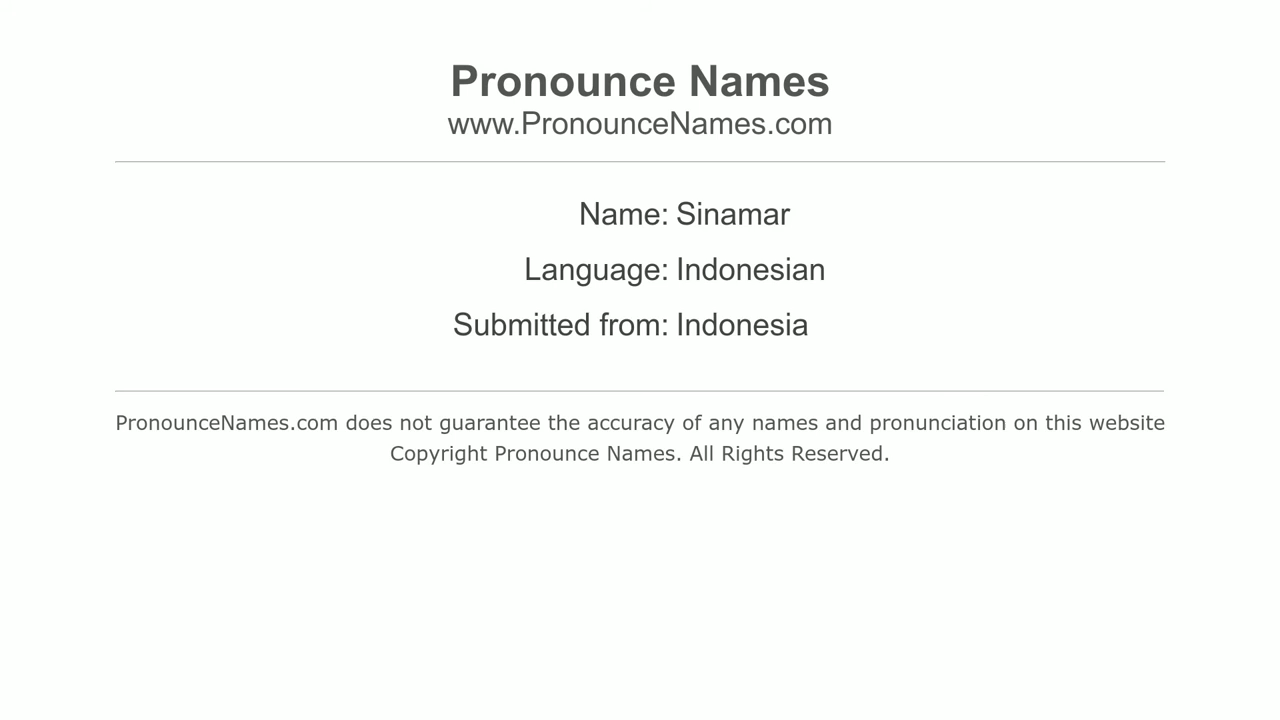 Pronounce Names
www.PronounceNames.com
Name: Sinamar
Language: Indonesian
Submitted from: Indonesia
PronounceNames.com does not guarantee the accuracy of any names and pronunciation on this website
Copyright Pronounce Names. All Rights Reserved.